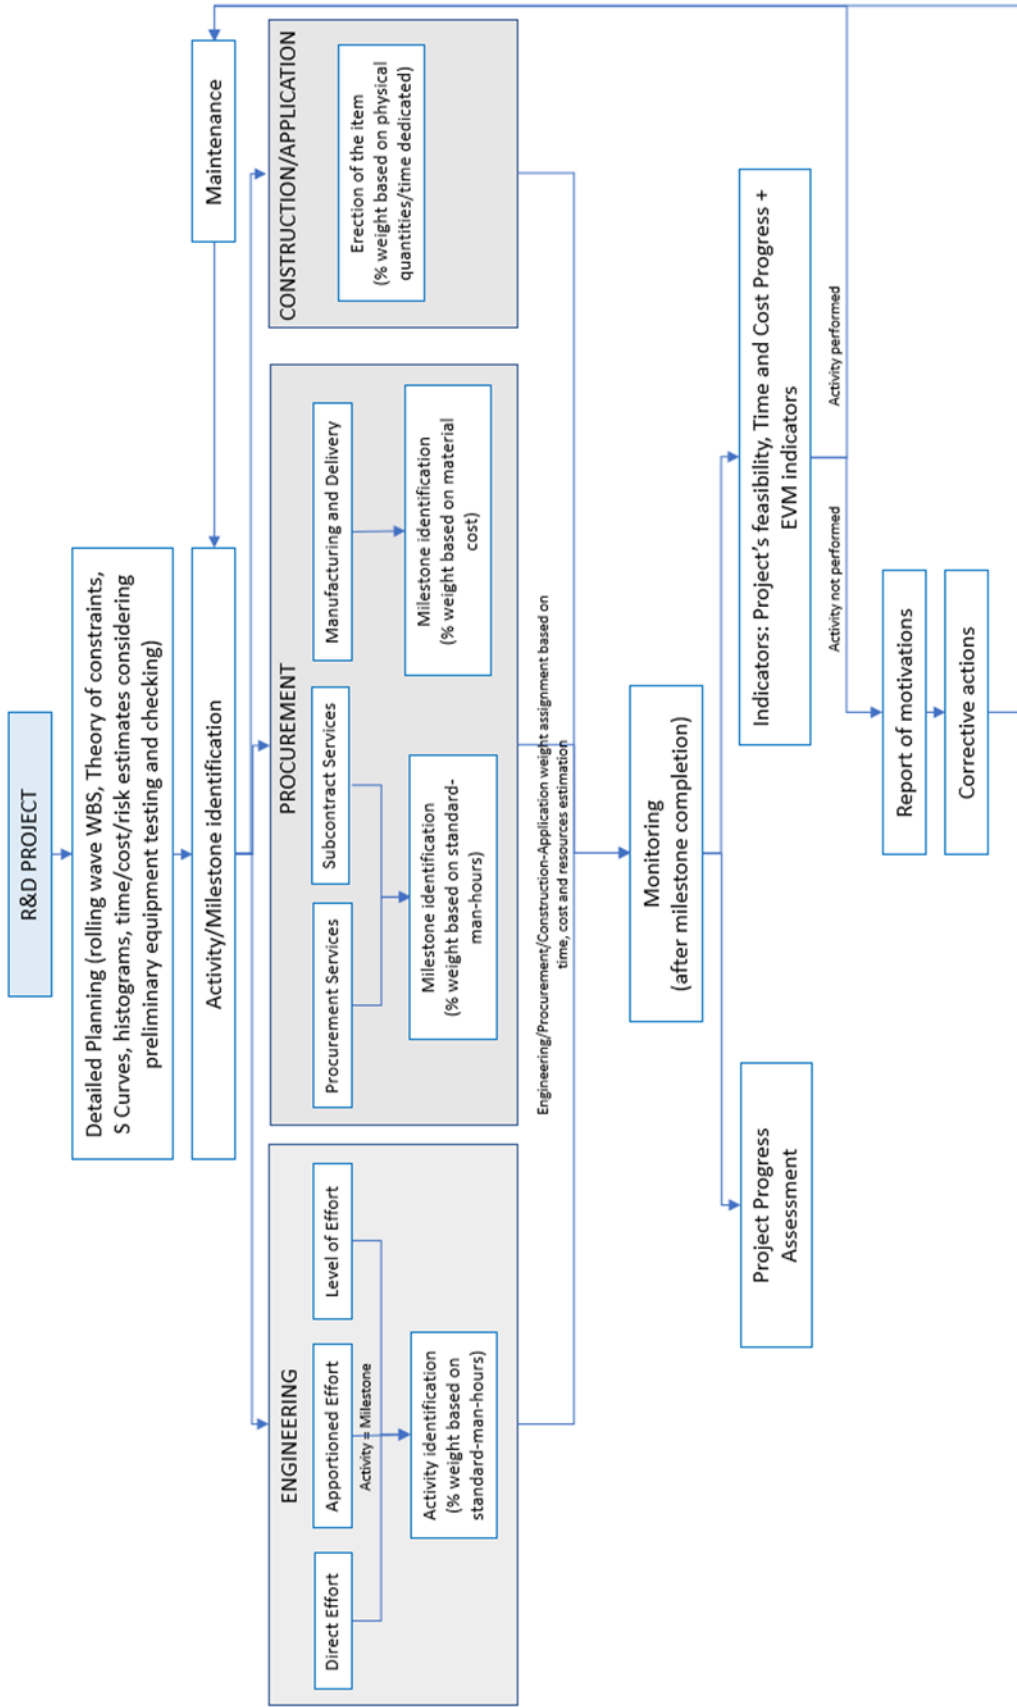 R&D PROJECT
Detailed Planning (rolling wave WBS, Theory of constraints,
S Curves, histograms, time/cost/risk estimates considering
preliminary equipment testing and checking)
Activity/Milestone identification
Maintenance
ENGINEERING
Direct Effort
Apportioned Effort
Level of Effort
Activity = Milestone
Activity identification
(% weight based on
standard-man-hours)
PROCUREMENT
Procurement Services
Subcontract Services
Manufacturing and Delivery
Milestone identification
(% weight based on standard-
man-hours)
Milestone identification
(% weight based on material
cost)
CONSTRUCTION/APPLICATION
Erection of the item
(% weight based on physical
quantities/time dedicated)
Engineering/Procurement/Construction-Application weight assignment based on
time, cost and resources estimation
Monitoring
(after milestone completion)
Project Progress
Assessment
Indicators: Project's feasibility, Time and Cost Progress +
EVM indicators
Activity not performed
Activity performed
Report of motivations
Corrective actions